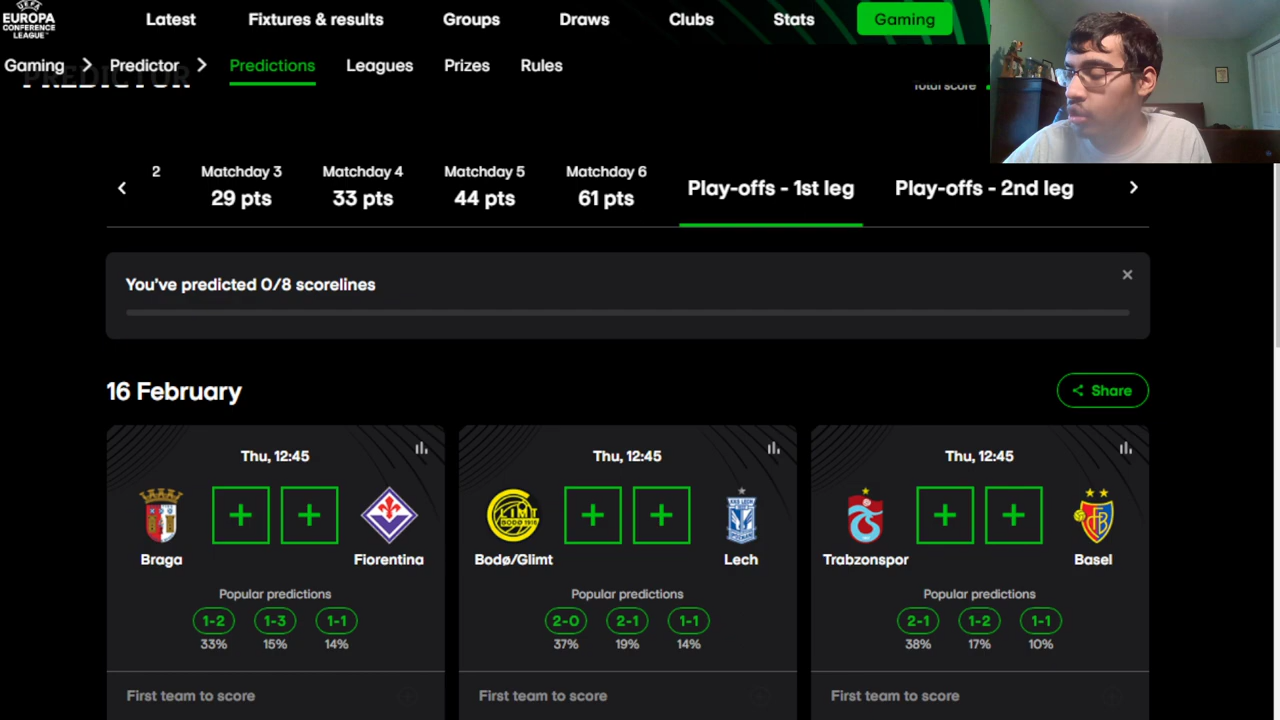 UEFA
EUROPA
CONFERENCE
LEAGUE™
Latest
Fixtures & results
Groups
Draws
Clubs
Stats
Gaming
Gaming
Predictor
Predictions
Leagues
Prizes
Rules
PREDICTOR
Total score
2
Matchday 3
29 pts
Matchday 4
33 pts
Matchday 5
44 pts
Matchday 6
61 pts
Play-offs - 1st leg
Play-offs - 2nd leg
You've predicted 0/8 scorelines
16 February
Share
Thu, 12:45
Braga
Fiorentina
Popular predictions
1-2 1-3 1-1
33% 15% 14%
First team to score
Thu, 12:45
Bodø/Glimt
Lech
Popular predictions
2-0 2-1 1-1
37% 19% 14%
First team to score
Thu, 12:45
Trabzonspor
Basel
Popular predictions
2-1 1-2 1-1
38% 17% 10%
First team to score